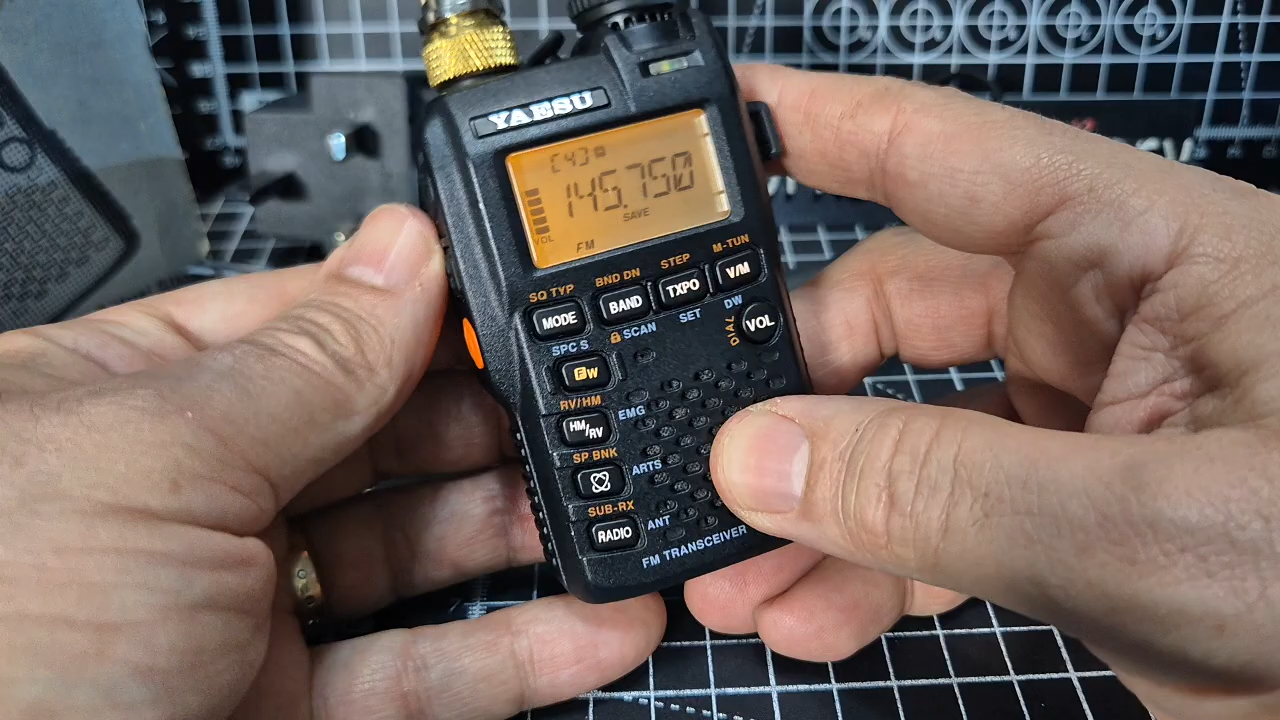 YAESU
C43
145.750
SAVE
VOL
FM
SQ TYP
BND DN
STEP
M-TUN
MODE
BAND
TXPO
V/M
SPC S
SCAN
SET
DW
DIAL
VOL
FW
RV/HM
HM/RV
EMG
SP BNK
ARTS
SUB-RX
RADIO
ANT
FM TRANSCEIVER